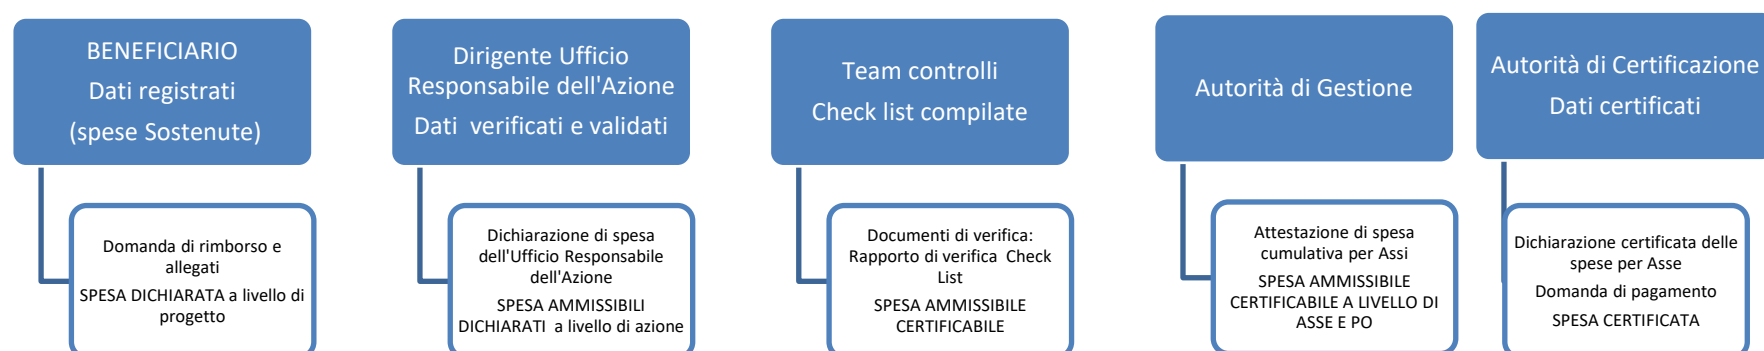 BENEFICIARIO
Dati registrati
(spese Sostenute)
Domanda di rimborso e
allegati
SPESA DICHIARATA a livello di
progetto
Dirigente Ufficio
Responsabile dell'Azione
Dati verificati e validati
Dichiarazione di spesa
dell'Ufficio Responsabile
dell'Azione
SPESA AMMISSIBILI
DICHIARATI a livello di azione
Team controlli
Check list compilate
Documenti di verifica:
Rapporto di verifica Check
List
SPESA AMMISSIBILE
CERTIFICABILE
Autorità di Gestione
Attestazione di spesa
cumulativa per Assi
SPESA AMMISSIBILE
CERTIFICABILE A LIVELLO DI
ASSE E PO
Autorità di Certificazione
Dati certificati
Dichiarazione certificata delle
spese per Asse
Domanda di pagamento
SPESA CERTIFICATA